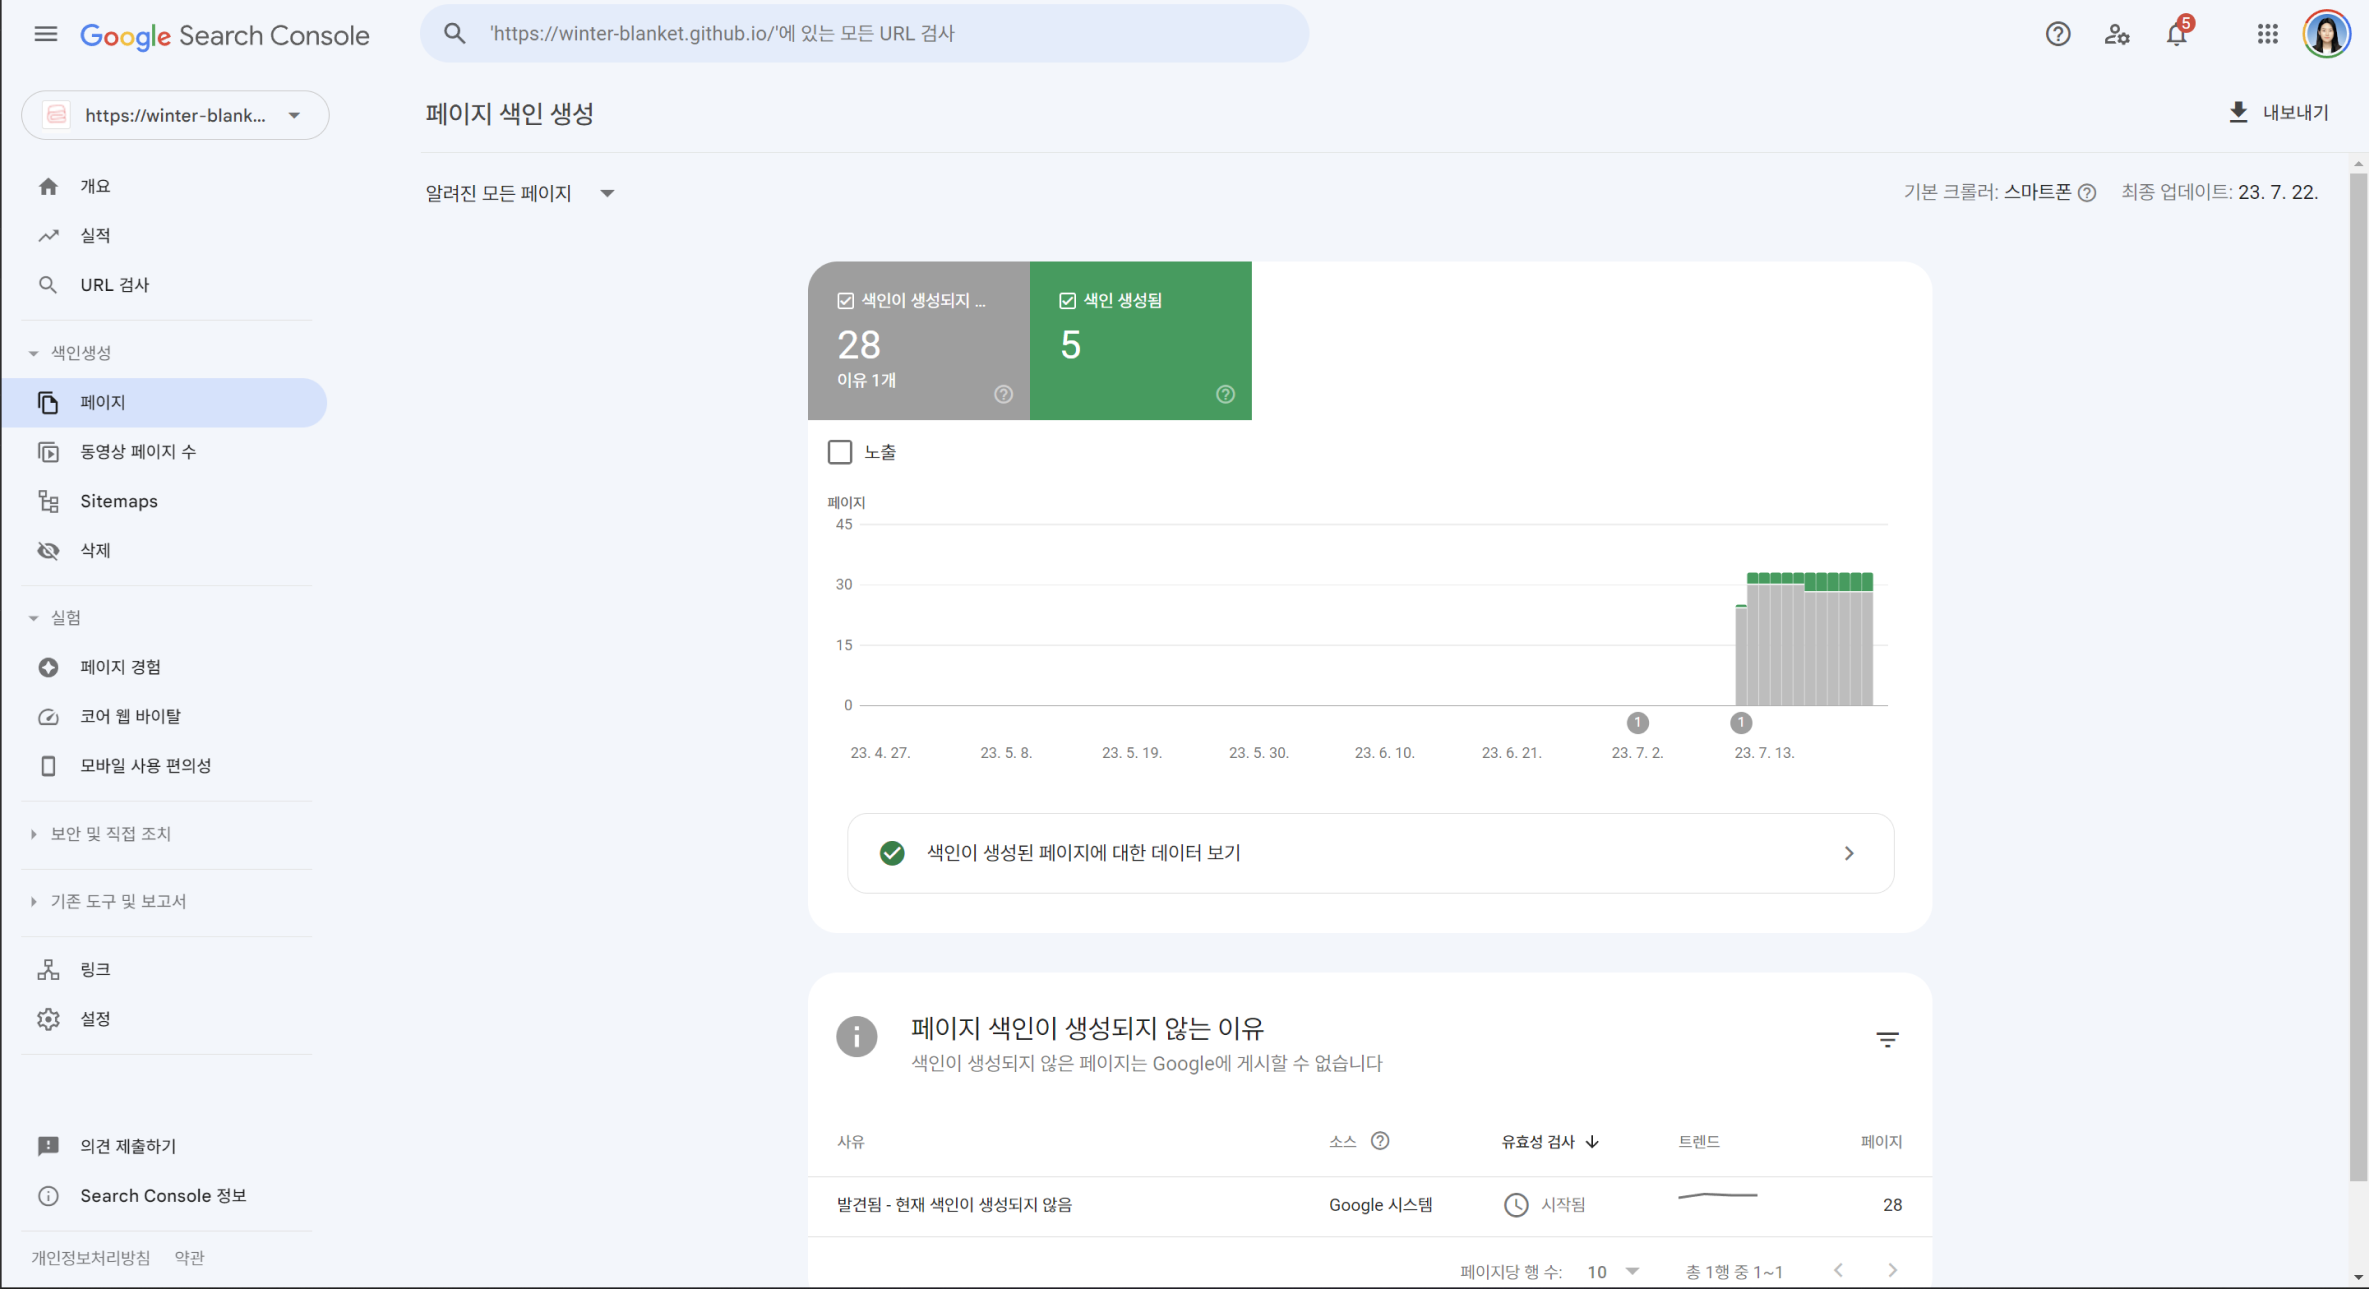 Google Search Console
'https://winter-blanket.github.io/'에 있는 모든 URL 검사
5
https://winter-blank...
페이지 색인 생성
내보내기
알려진 모든 페이지
기본 크롤러: 스마트폰
최종 업데이트: 23. 7. 22.
개요
실적
URL 검사
색인생성
페이지
동영상 페이지 수
Sitemaps
삭제
실험
페이지 경험
코어 웹 바이탈
모바일 사용 편의성
보안 및 직접 조치
기존 도구 및 보고서
링크
설정
의견 제출하기
Search Console 정보
개인정보처리방침 약관
색인이 생성되지 ...
28
이유 1개
색인 생성됨
5
노출
페이지
45
30
15
0
1 1
23. 4. 27. 23. 5. 8. 23. 5. 19. 23. 5. 30. 23. 6. 10. 23. 6. 21. 23. 7. 2. 23. 7. 13.
색인이 생성된 페이지에 대한 데이터 보기
페이지 색인이 생성되지 않는 이유
색인이 생성되지 않은 페이지는 Google에 게시할 수 없습니다
사유 소스 유효성 검사 트렌드 페이지
발견됨 - 현재 색인이 생성되지 않음 Google 시스템 시작됨 28
페이지당 행 수: 10 총 1행 중 1~1